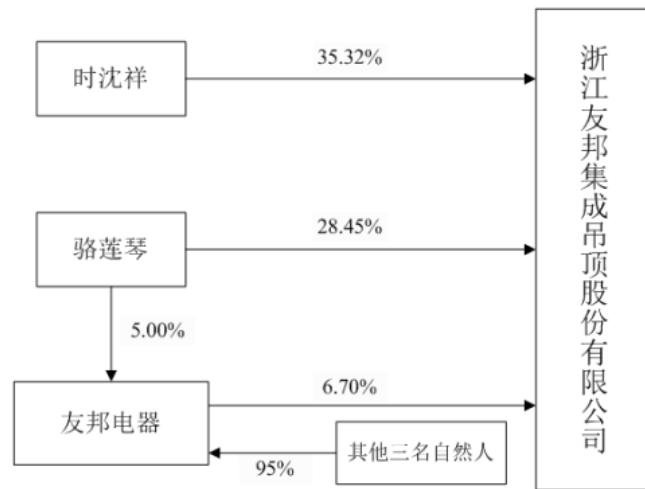 时沈祥
35.32%
浙江友邦集成吊顶股份有限公司
骆莲琴
28.45%
5.00%
友邦电器
6.70%
其他三名自然人
95%